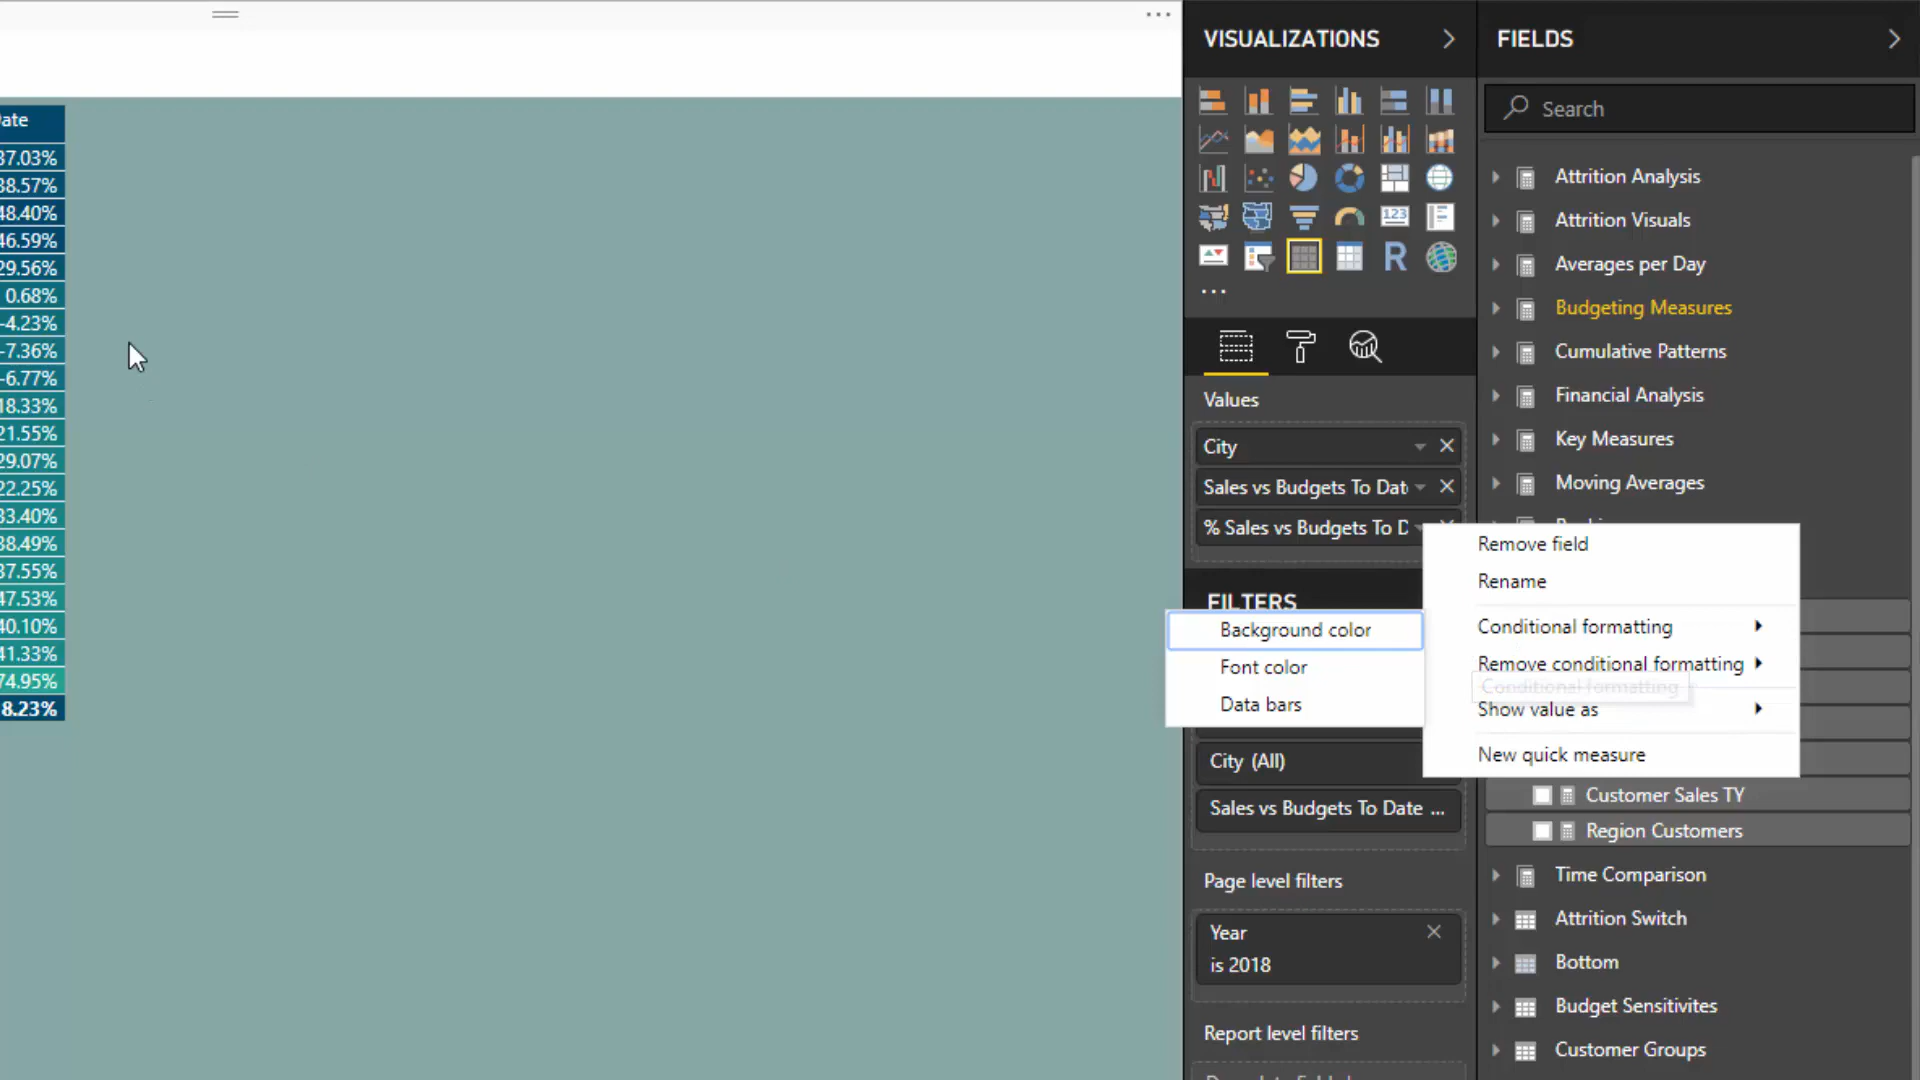 VISUALIZATIONS
FIELDS
Search
ate
37.03%
38.57%
48.40%
46.59%
29.56%
0.68%
-4.23%
-7.36%
-6.77%
18.33%
21.55%
29.07%
22.25%
33.40%
38.49%
37.55%
47.53%
40.10%
41.33%
74.95%
8.23%
123
R
Values
City
Sales vs Budgets To Dat
% Sales vs Budgets To D
FILTERS
Background color
Font color
Data bars
City (All)
Sales vs Budgets To Date ...
Page level filters
Year
is 2018
Report level filters
Remove field
Rename
Conditional formatting
Remove conditional formatting
Conditional formatting
Show value as
New quick measure
Attrition Analysis
Attrition Visuals
Averages per Day
Budgeting Measures
Cumulative Patterns
Financial Analysis
Key Measures
Moving Averages
Customer Sales TY
Region Customers
Time Comparison
Attrition Switch
Bottom
Budget Sensitivites
Customer Groups